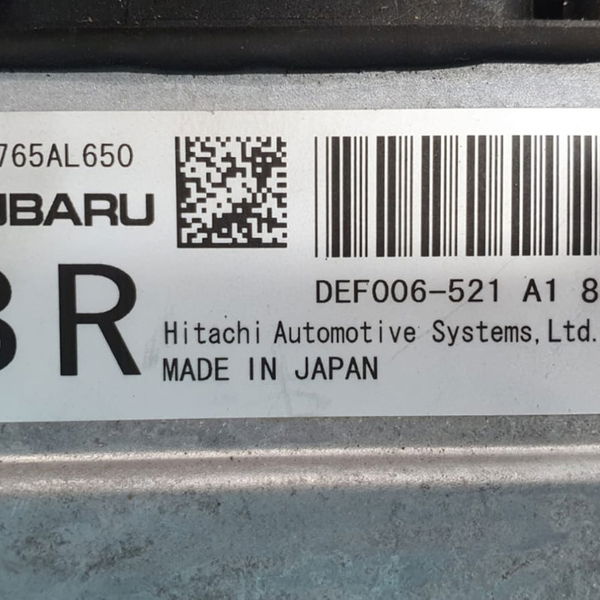 765AL650
UBARU
BR
DEF006-521 A1 8
Hitachi Automotive Systems,Ltd.
MADE IN JAPAN